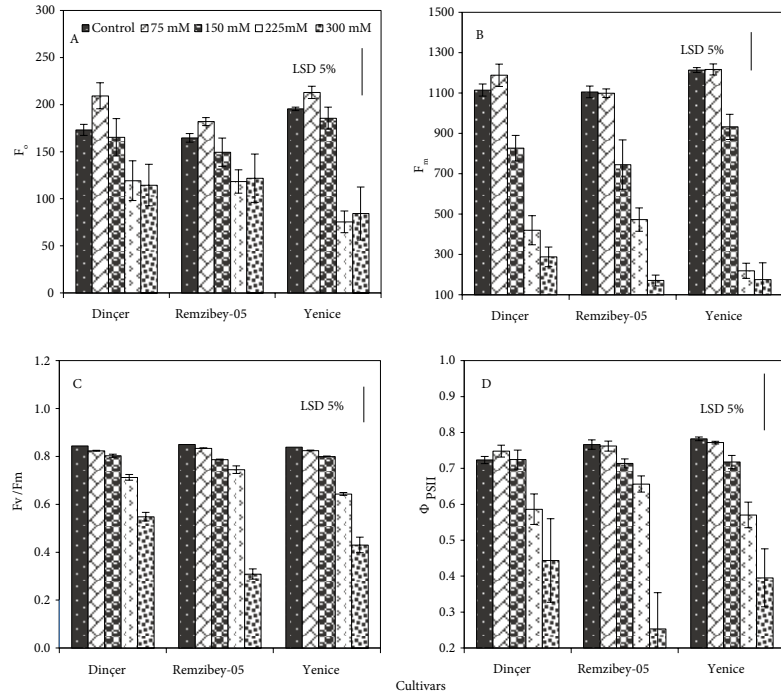 300
250
200
150
100
50
0
Control 75 mM 150 mM 225mM 300 mM
A
LSD 5%
Fo
Dinçer Remzibey-05 Yenice
1500
1300
1100
900
700
500
300
100
B
LSD 5%
Fm
Dinçer Remzibey-05 Yenice
1.2
1.0
0.8
0.6
0.4
0.2
0.0
C
LSD 5%
Fv/Fm
Dinçer Remzibey-05 Yenice
1.0
0.9
0.8
0.7
0.6
0.5
0.4
0.3
0.2
D
LSD 5%
Φ PSII
Dinçer Remzibey-05 Yenice
Cultivars